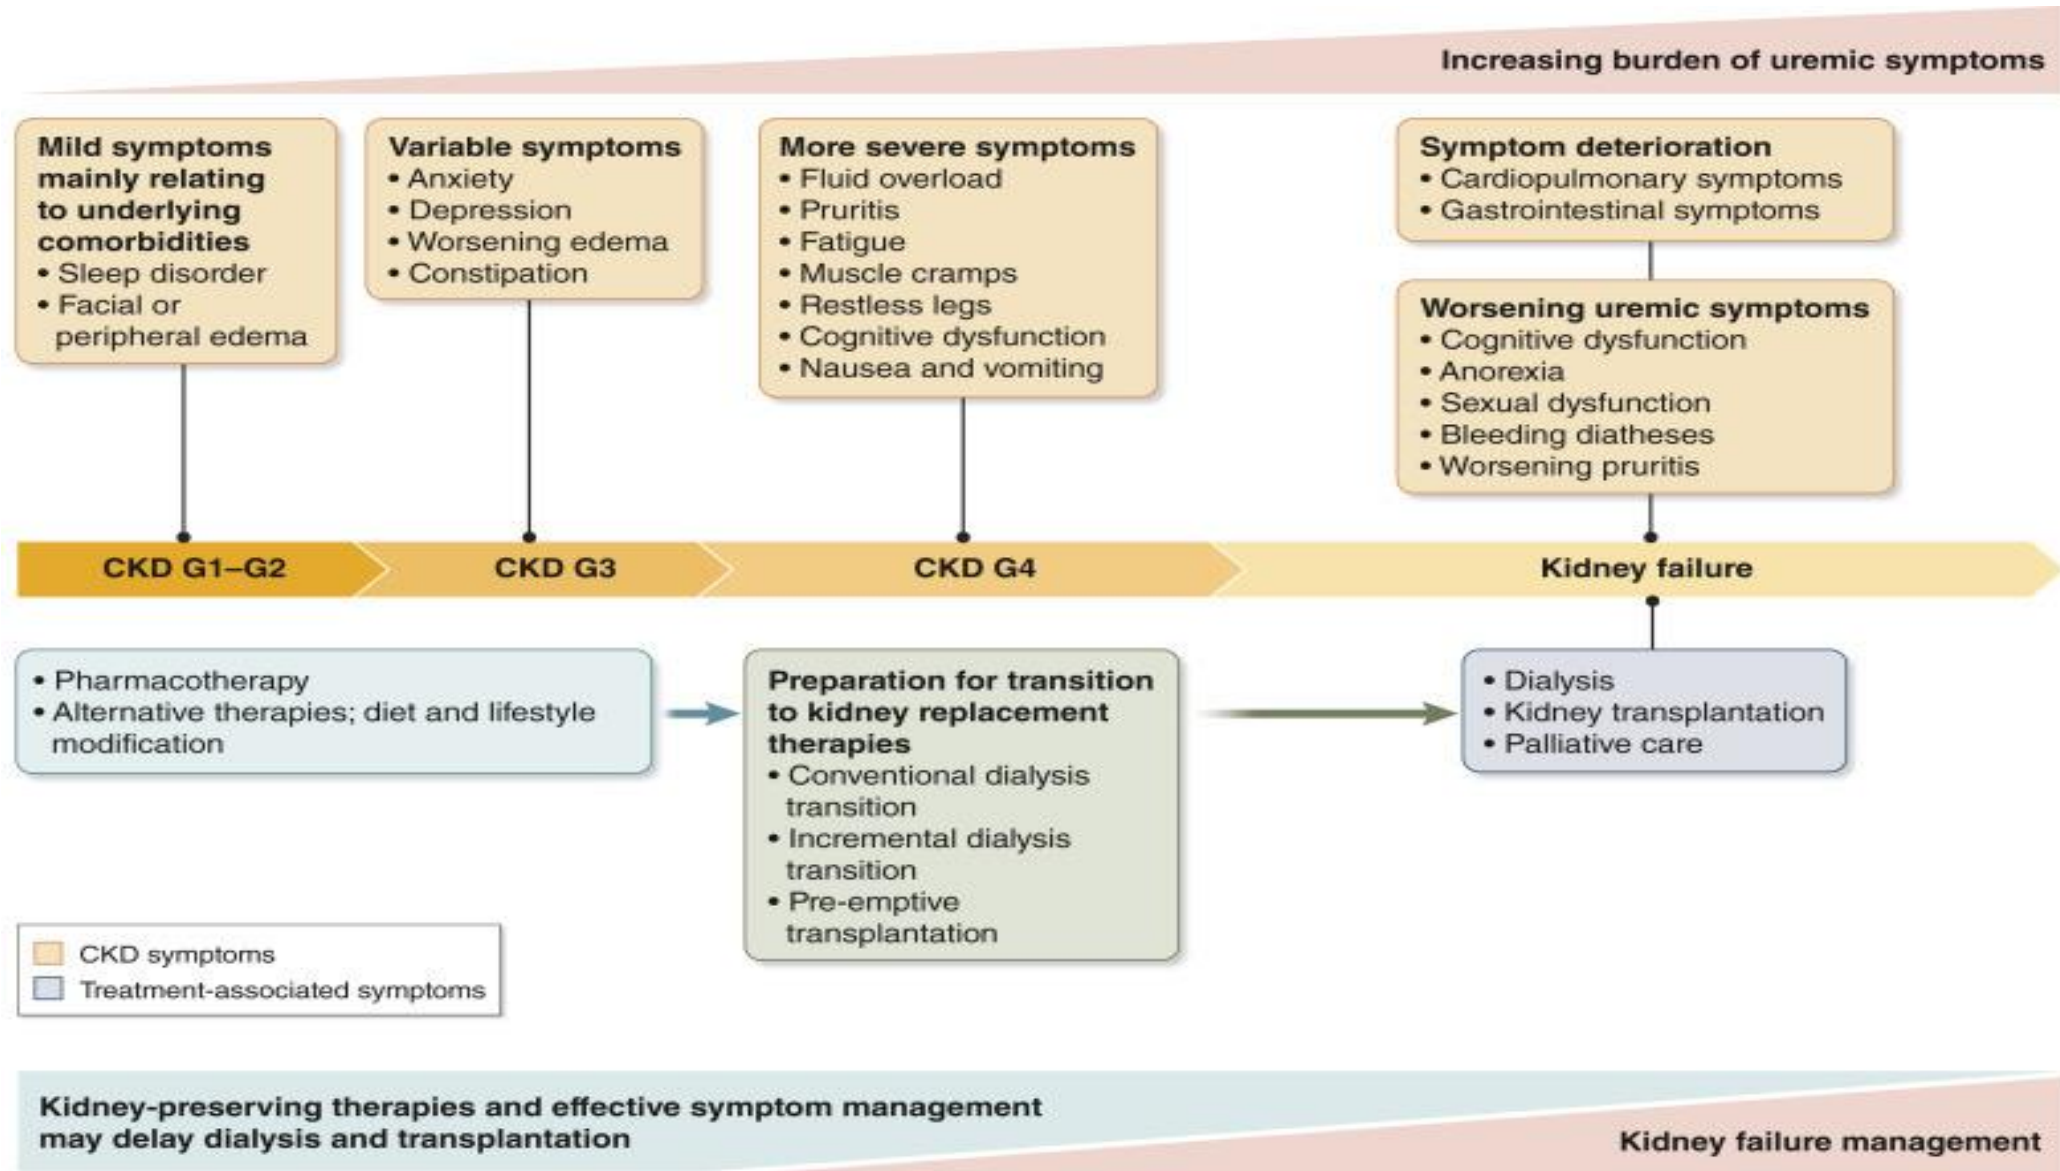 Increasing burden of uremic symptoms
Mild symptoms
mainly relating
to underlying
comorbidities
• Sleep disorder
• Facial or
peripheral edema
Variable symptoms
• Anxiety
• Depression
• Worsening edema
• Constipation
More severe symptoms
• Fluid overload
• Pruritis
• Fatigue
• Muscle cramps
• Restless legs
• Cognitive dysfunction
• Nausea and vomiting
Symptom deterioration
• Cardiopulmonary symptoms
• Gastrointestinal symptoms
Worsening uremic symptoms
• Cognitive dysfunction
• Anorexia
• Sexual dysfunction
• Bleeding diatheses
• Worsening pruritis
CKD G1–G2
CKD G3
CKD G4
Kidney failure
• Pharmacotherapy
• Alternative therapies; diet and lifestyle
modification
Preparation for transition
to kidney replacement
therapies
• Conventional dialysis
transition
• Incremental dialysis
transition
• Pre-emptive
transplantation
• Dialysis
• Kidney transplantation
• Palliative care
CKD symptoms
Treatment-associated symptoms
Kidney-preserving therapies and effective symptom management
may delay dialysis and transplantation
Kidney failure management